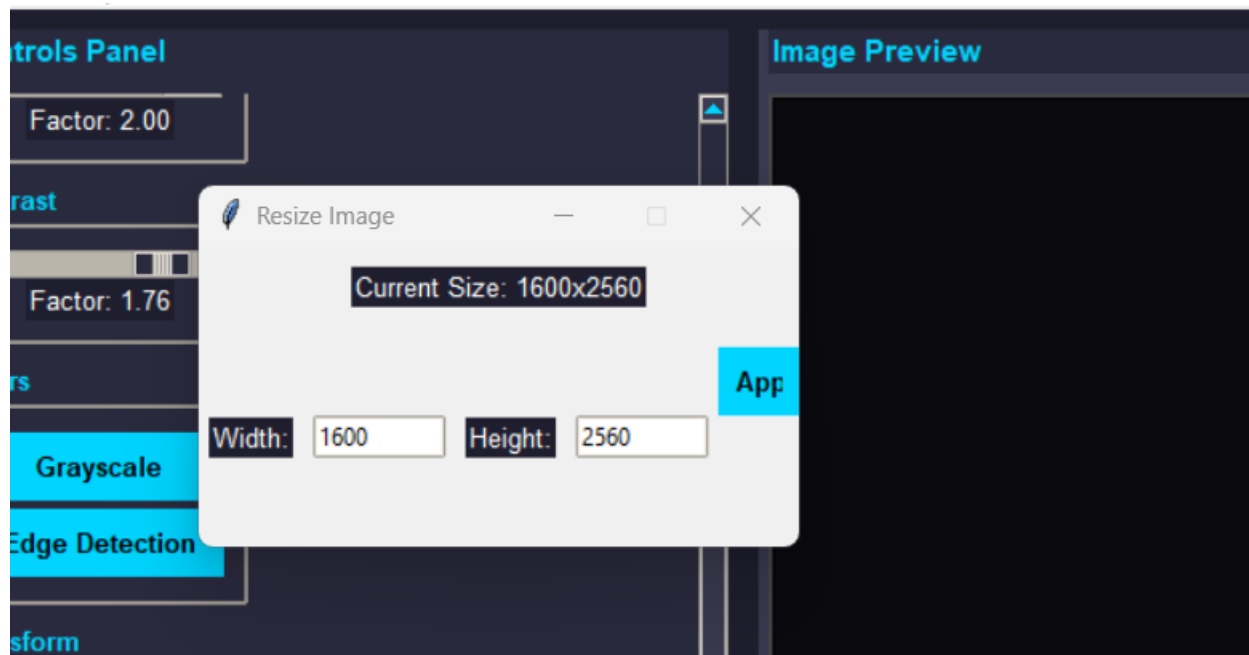 trols Panel
Image Preview
Factor: 2.00
rast
Resize Image
Current Size: 1600x2560
Factor: 1.76
App
rs
Width: 1600 Height: 2560
Grayscale
Edge Detection
sform